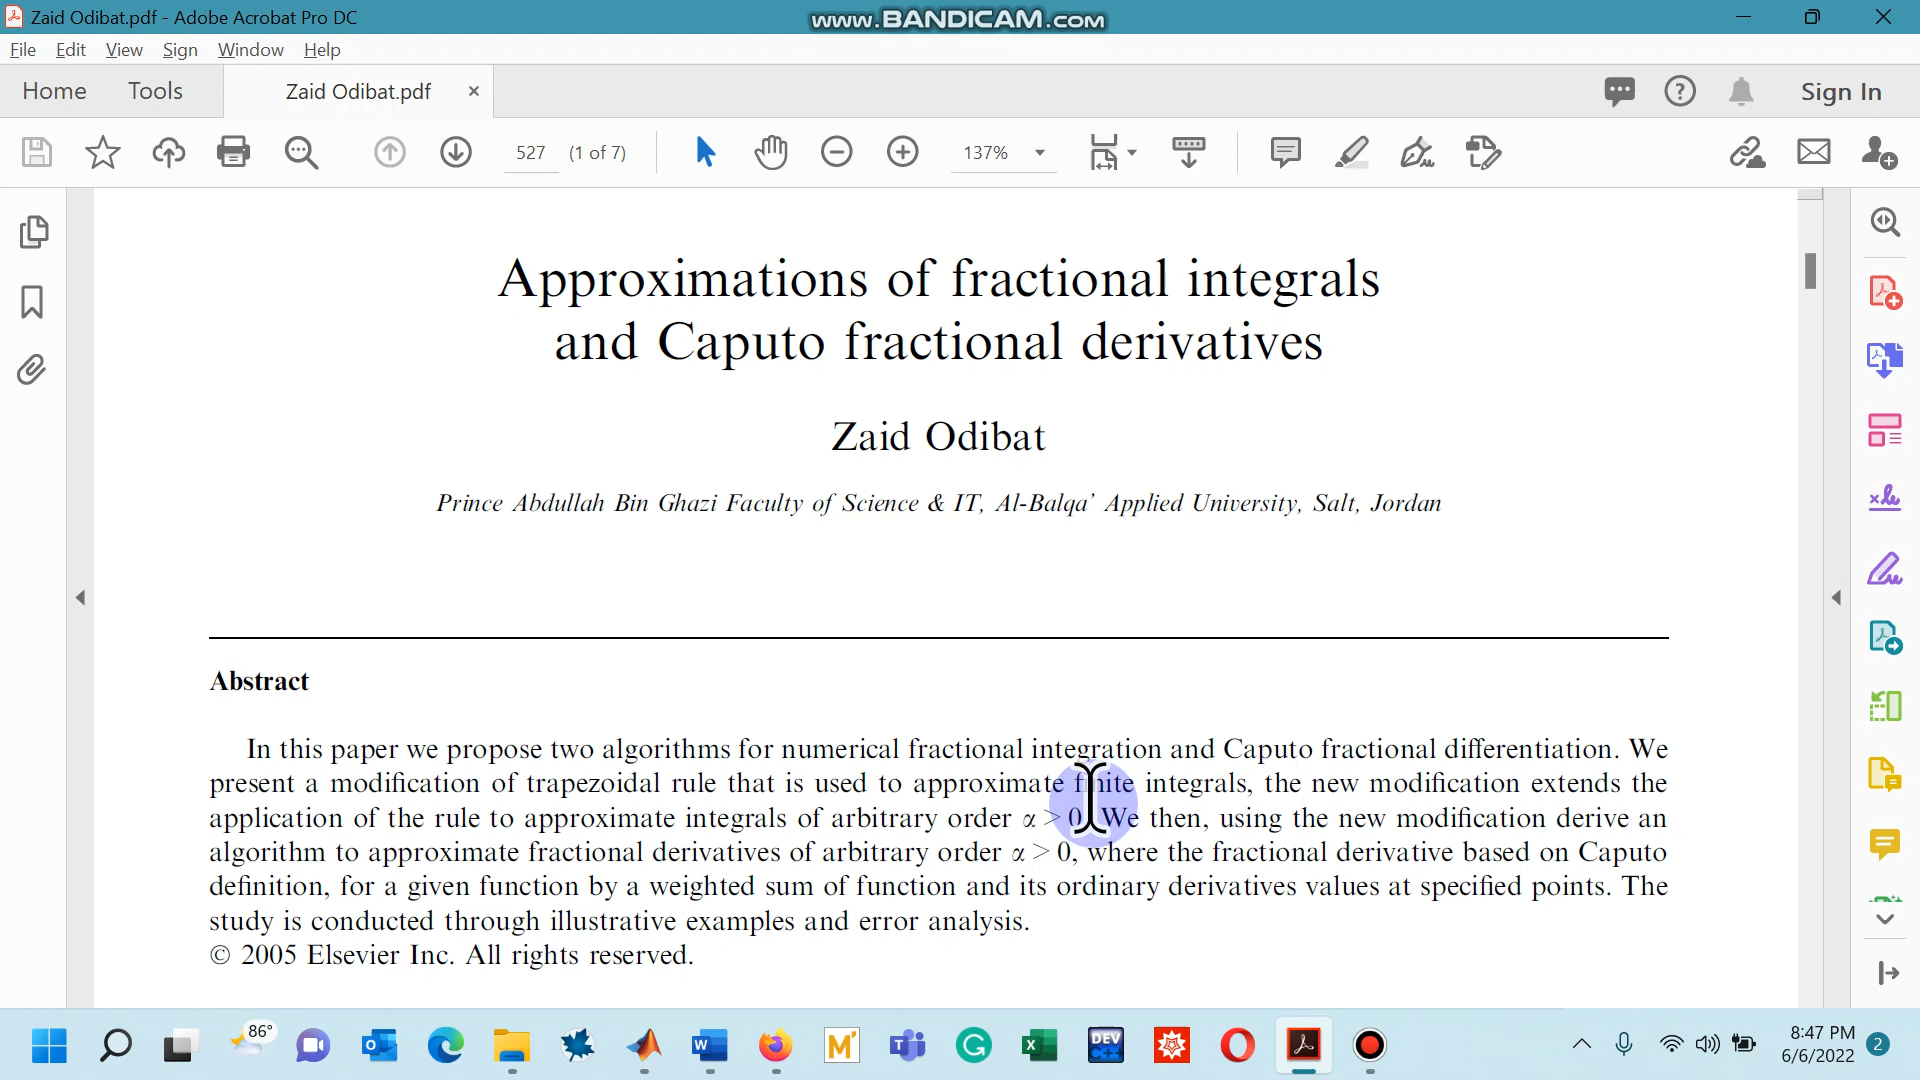 Zaid Odibat.pdf - Adobe Acrobat Pro DC
www.BANDICAM.com
File Edit View Sign Window Help
Home Tools Zaid Odibat.pdf × Sign In
527 (1 of 7) 137%
Approximations of fractional integrals
and Caputo fractional derivatives
Zaid Odibat
Prince Abdullah Bin Ghazi Faculty of Science & IT, Al-Balqa' Applied University, Salt, Jordan
Abstract
In this paper we propose two algorithms for numerical fractional integration and Caputo fractional differentiation. We
present a modification of trapezoidal rule that is used to approximate finite integrals, the new modification extends the
application of the rule to approximate integrals of arbitrary order α > 0. We then, using the new modification derive an
algorithm to approximate fractional derivatives of arbitrary order α > 0, where the fractional derivative based on Caputo
definition, for a given function by a weighted sum of function and its ordinary derivatives values at specified points. The
study is conducted through illustrative examples and error analysis.
© 2005 Elsevier Inc. All rights reserved.
86°
DEV
C++
8:47 PM
6/6/2022
2